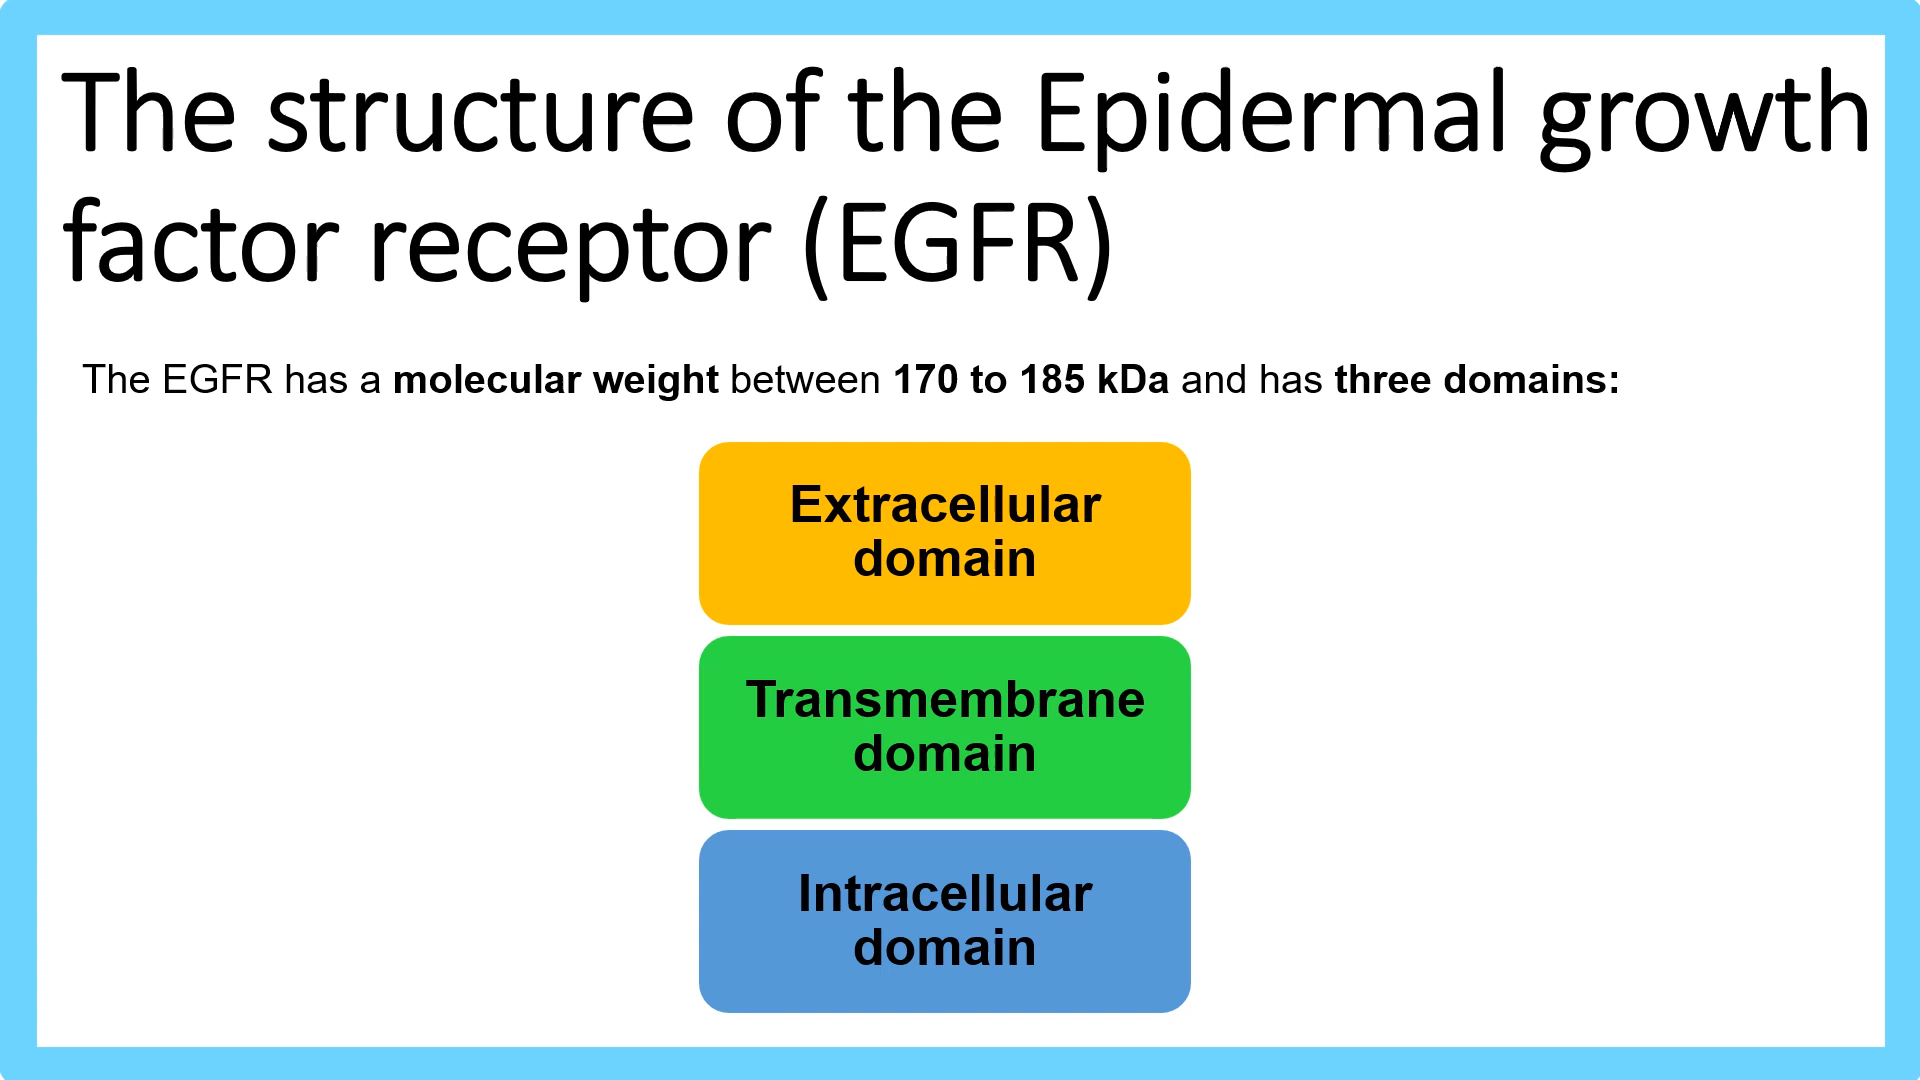 The structure of the Epidermal growth
factor receptor (EGFR)
The EGFR has a molecular weight between 170 to 185 kDa and has three domains:
Extracellular
domain
Transmembrane
domain
Intracellular
domain